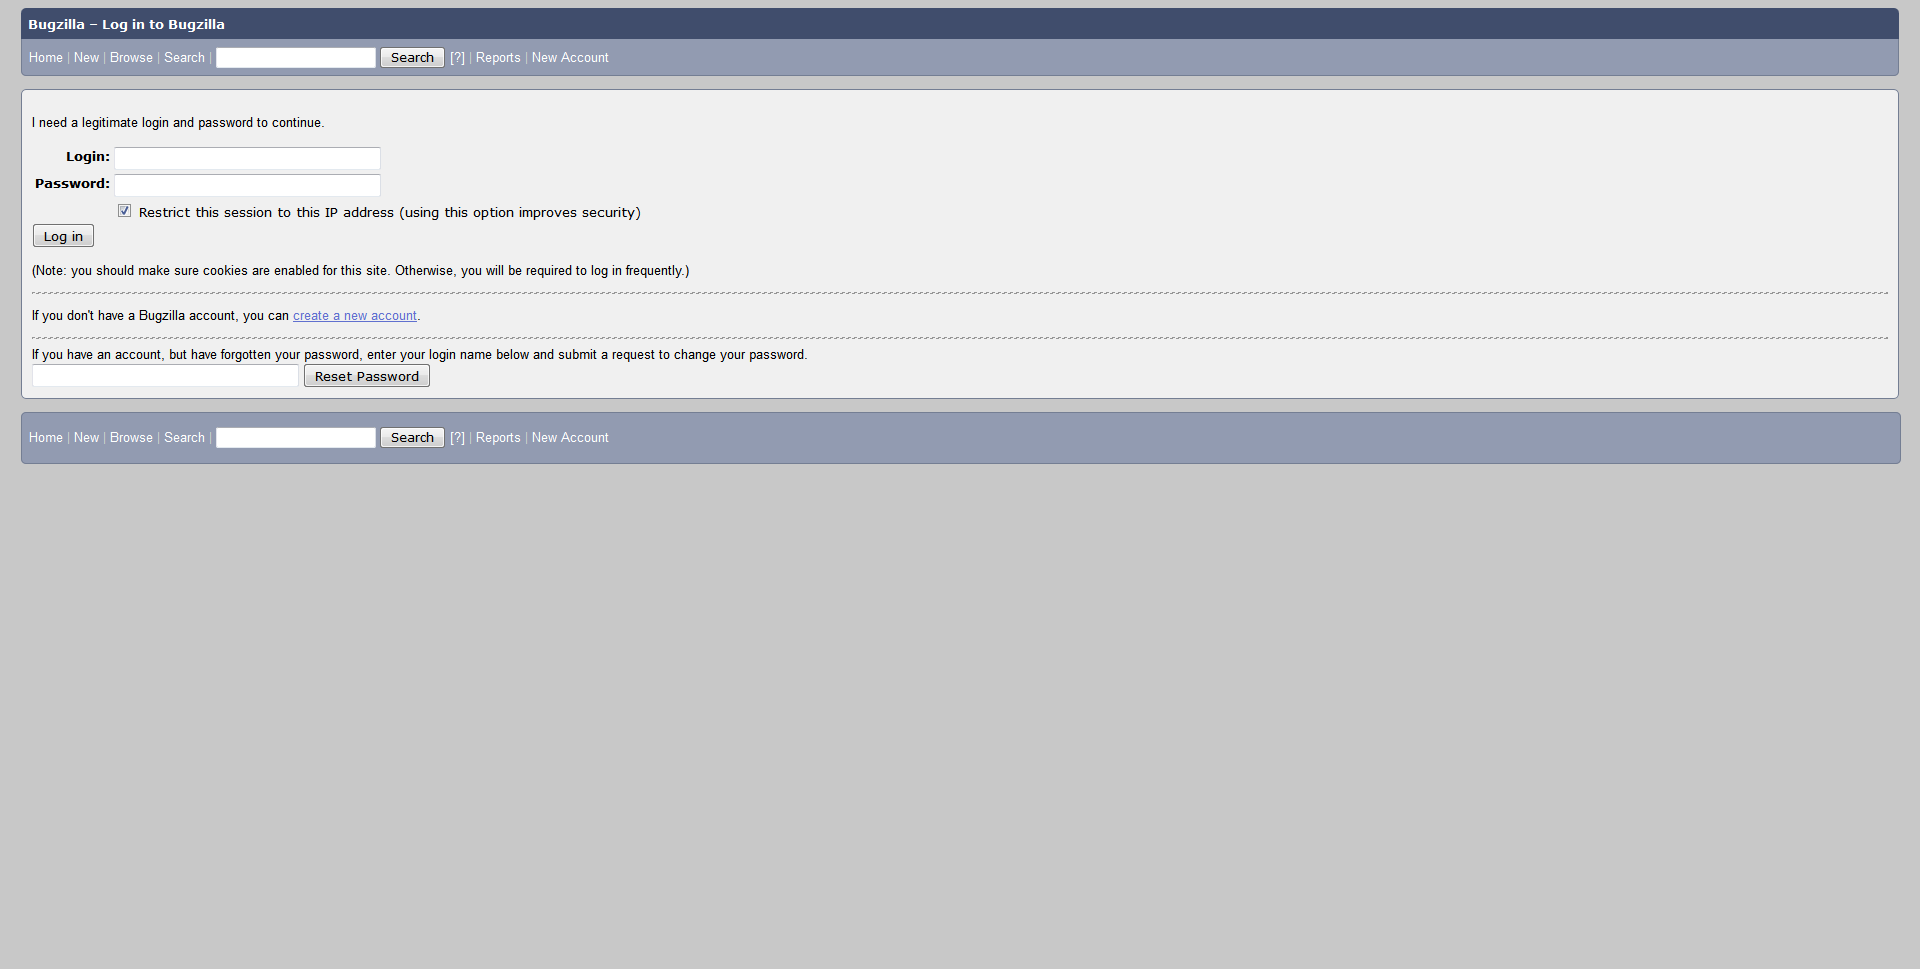 Bugzilla – Log in to Bugzilla
Home | New | Browse | Search | Search [?] | Reports | New Account
I need a legitimate login and password to continue.
Login:
Password:
Restrict this session to this IP address (using this option improves security)
Log in
(Note: you should make sure cookies are enabled for this site. Otherwise, you will be required to log in frequently.)
If you don't have a Bugzilla account, you can create a new account.
If you have an account, but have forgotten your password, enter your login name below and submit a request to change your password.
Reset Password
Home | New | Browse | Search | Search [?] | Reports | New Account